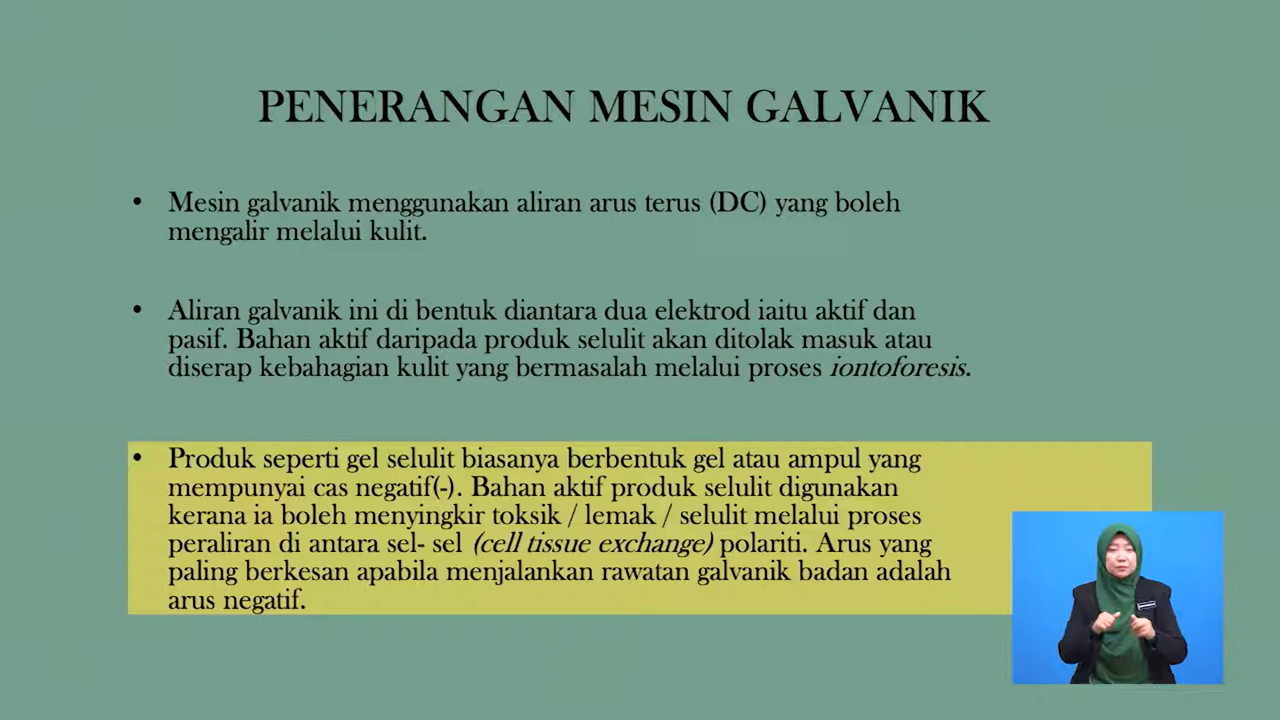 PENERANGAN MESIN GALVANIK
• Mesin galvanik menggunakan aliran arus terus (DC) yang boleh
mengalir melalui kulit.
• Aliran galvanik ini di bentuk diantara dua elektrod iaitu aktif dan
pasif. Bahan aktif daripada produk selulit akan ditolak masuk atau
diserap kebahagian kulit yang bermasalah melalui proses iontoforesis.
• Produk seperti gel selulit biasanya berbentuk gel atau ampul yang
mempunyai cas negatif(-). Bahan aktif produk selulit digunakan
kerana ia boleh menyingkir toksik / lemak / selulit melalui proses
peraliran di antara sel- sel (cell tissue exchange) polariti. Arus yang
paling berkesan apabila menjalankan rawatan galvanik badan adalah
arus negatif.